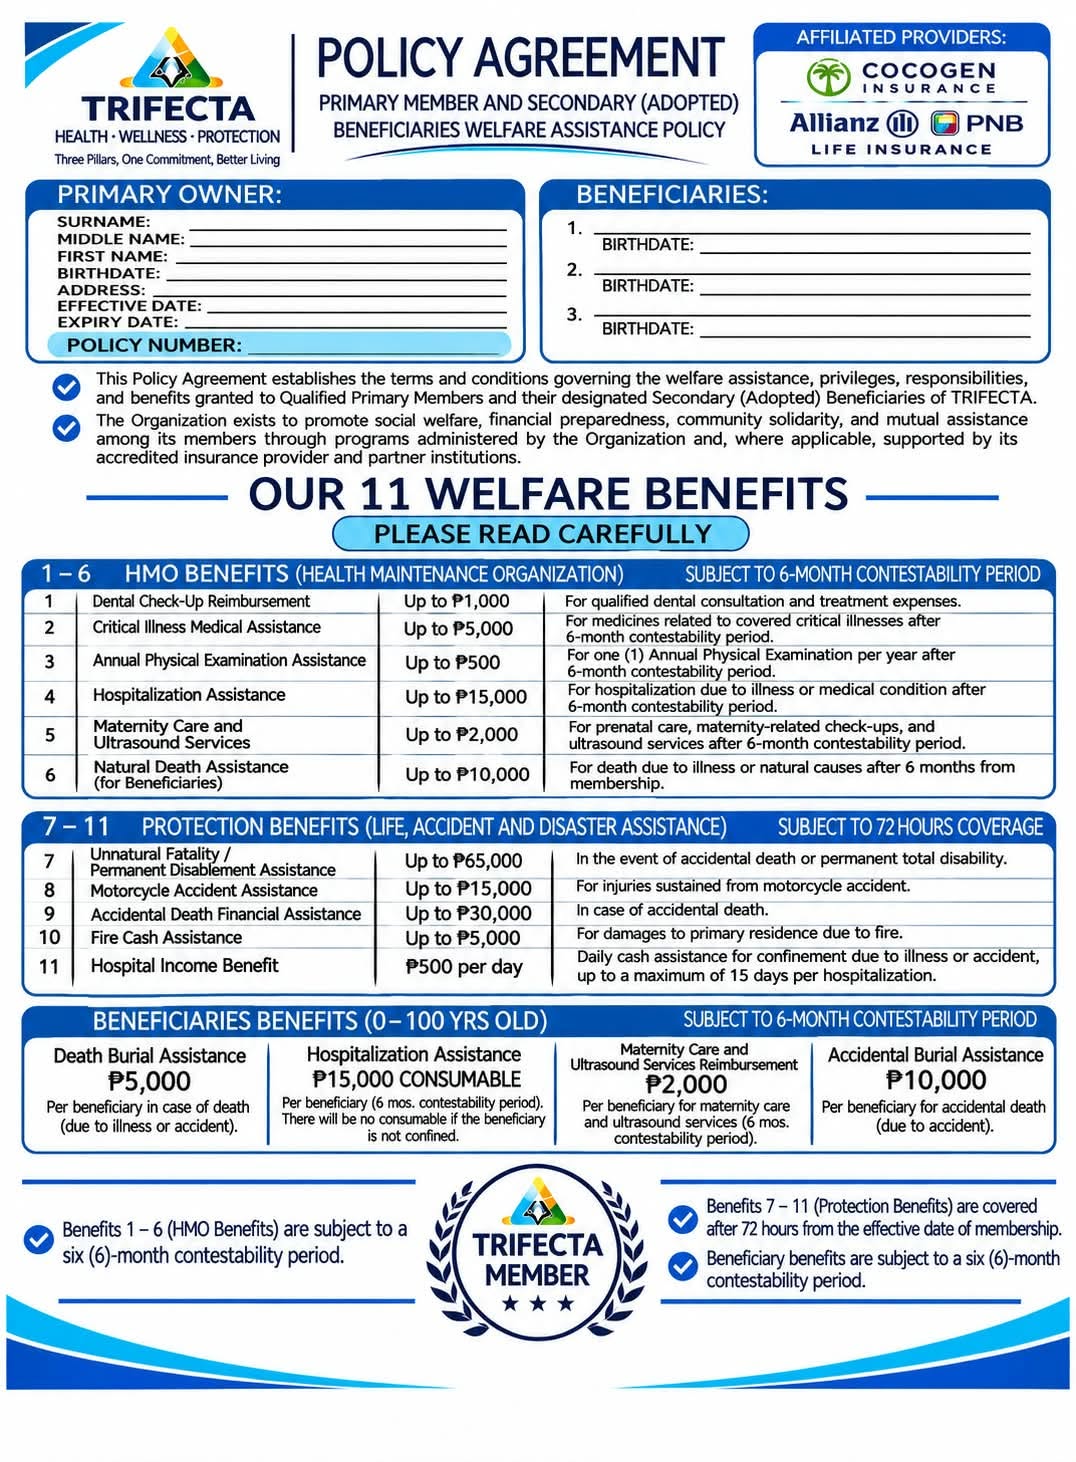 TRIFECTA
HEALTH • WELLNESS • PROTECTION
Three Pillars, One Commitment, Better Living
POLICY AGREEMENT
PRIMARY MEMBER AND SECONDARY (ADOPTED)
BENEFICIARIES WELFARE ASSISTANCE POLICY
AFFILIATED PROVIDERS:
COCOGEN
INSURANCE
Allianz PNB
LIFE INSURANCE
PRIMARY OWNER:
SURNAME:
MIDDLE NAME:
FIRST NAME:
BIRTHDATE:
ADDRESS:
EFFECTIVE DATE:
EXPIRY DATE:
POLICY NUMBER:
BENEFICIARIES:
1.
BIRTHDATE:
2.
BIRTHDATE:
3.
BIRTHDATE:
This Policy Agreement establishes the terms and conditions governing the welfare assistance, privileges, responsibilities,
and benefits granted to Qualified Primary Members and their designated Secondary (Adopted) Beneficiaries of TRIFECTA.
The Organization exists to promote social welfare, financial preparedness, community solidarity, and mutual assistance
among its members through programs administered by the Organization and, where applicable, supported by its
accredited insurance provider and partner institutions.
OUR 11 WELFARE BENEFITS
PLEASE READ CAREFULLY
1 – 6 HMO BENEFITS (HEALTH MAINTENANCE ORGANIZATION) SUBJECT TO 6-MONTH CONTESTABILITY PERIOD
1 Dental Check-Up Reimbursement Up to ₱1,000 For qualified dental consultation and treatment expenses.
2 Critical Illness Medical Assistance Up to ₱5,000 For medicines related to covered critical illnesses after
6-month contestability period.
3 Annual Physical Examination Assistance Up to ₱500 For one (1) Annual Physical Examination per year after
6-month contestability period.
4 Hospitalization Assistance Up to ₱15,000 For hospitalization due to illness or medical condition after
6-month contestability period.
5 Maternity Care and
Ultrasound Services Up to ₱2,000 For prenatal care, maternity-related check-ups, and
ultrasound services after 6-month contestability period.
6 Natural Death Assistance
(for Beneficiaries) Up to ₱10,000 For death due to illness or natural causes after 6 months from
membership.
7 – 11 PROTECTION BENEFITS (LIFE, ACCIDENT AND DISASTER ASSISTANCE) SUBJECT TO 72 HOURS COVERAGE
7 Unnatural Fatality /
Permanent Disablement Assistance Up to ₱65,000 In the event of accidental death or permanent total disability.
8 Motorcycle Accident Assistance Up to ₱15,000 For injuries sustained from motorcycle accident.
9 Accidental Death Financial Assistance Up to ₱30,000 In case of accidental death.
10 Fire Cash Assistance Up to ₱5,000 For damages to primary residence due to fire.
11 Hospital Income Benefit ₱500 per day Daily cash assistance for confinement due to illness or accident,
up to a maximum of 15 days per hospitalization.
BENEFICIARIES BENEFITS (0 – 100 YRS OLD) SUBJECT TO 6-MONTH CONTESTABILITY PERIOD
Death Burial Assistance
₱5,000
Per beneficiary in case of death
(due to illness or accident).
Hospitalization Assistance
₱15,000 CONSUMABLE
Per beneficiary (6 mos. contestability period).
There will be no consumable if the beneficiary
is not confined.
Maternity Care and
Ultrasound Services Reimbursement
₱2,000
Per beneficiary for maternity care
and ultrasound services (6 mos.
contestability period).
Accidental Burial Assistance
₱10,000
Per beneficiary for accidental death
(due to accident).
Benefits 1 – 6 (HMO Benefits) are subject to a
six (6)-month contestability period.
TRIFECTA
MEMBER
Benefits 7 – 11 (Protection Benefits) are covered
after 72 hours from the effective date of membership.
Beneficiary benefits are subject to a six (6)-month
contestability period.